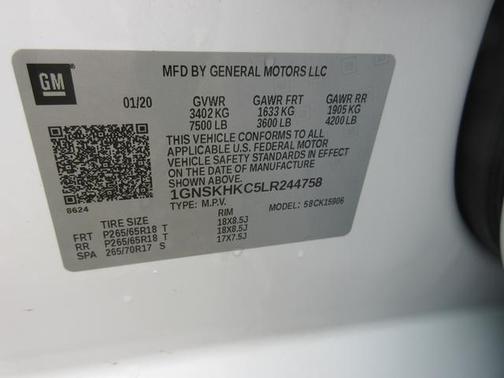 GM
MFD BY GENERAL MOTORS LLC
01/20 GVWR GAWR FRT GAWR RR
3402 KG 1633 KG 1905 KG
7500 LB 3600 LB 4200 LB
THIS VEHICLE CONFORMS TO ALL
APPLICABLE U.S. FEDERAL MOTOR
VEHICLE SAFETY STANDARDS IN
EFFECT ON THE DATE OF MANUFACTURE
SHOWN ABOVE.
1GNSKHKC5LR244758
8624 TYPE: M.P.V. MODEL: 58CK15906
TIRE SIZE RIM
FRT P265/65R18 T 18X8.5J
RR P265/65R18 T 18X8.5J
SPA 265/70R17 S 17X7.5J